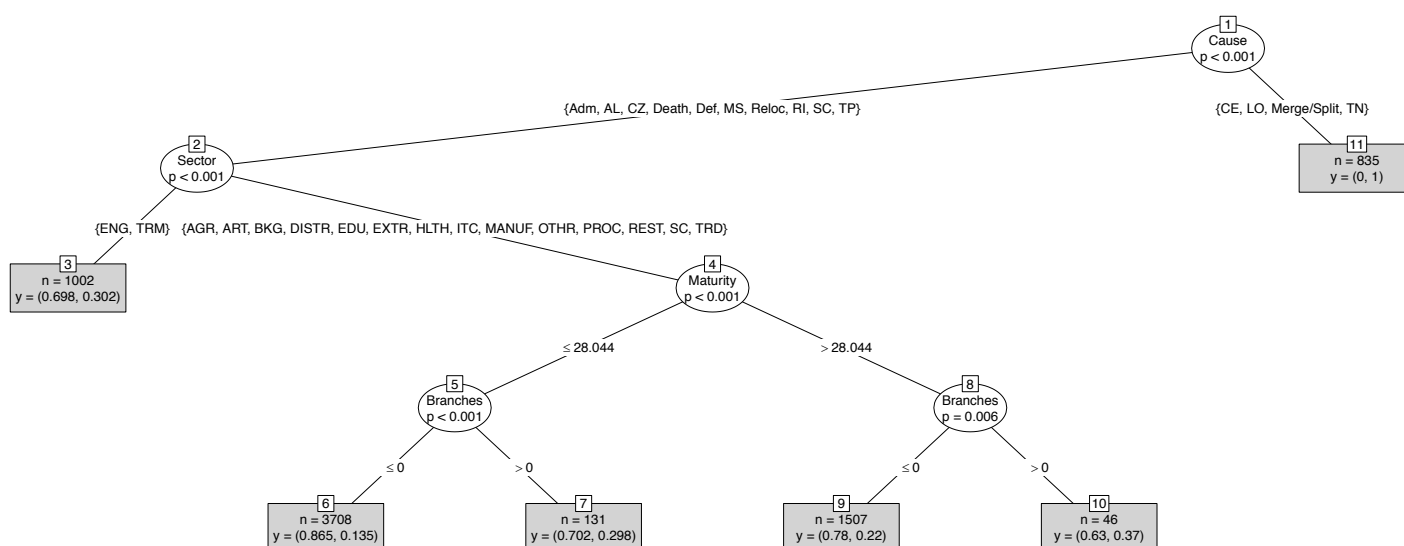 1
Cause
p < 0.001
{Adm, AL, CZ, Death, Def, MS, Reloc, RI, SC, TP}
{CE, LO, Merge/Split, TN}
2
Sector
p < 0.001
11
n = 835
y = (0, 1)
{ENG, TRM}
{AGR, ART, BKG, DISTR, EDU, EXTR, HLTH, ITC, MANUF, OTHR, PROC, REST, SC, TRD}
3
n = 1002
y = (0.698, 0.302)
4
Maturity
p < 0.001
≤ 28.044
> 28.044
5
Branches
p < 0.001
8
Branches
p = 0.006
≤ 0
> 0
≤ 0
> 0
6
n = 3708
y = (0.865, 0.135)
7
n = 131
y = (0.702, 0.298)
9
n = 1507
y = (0.78, 0.22)
10
n = 46
y = (0.63, 0.37)